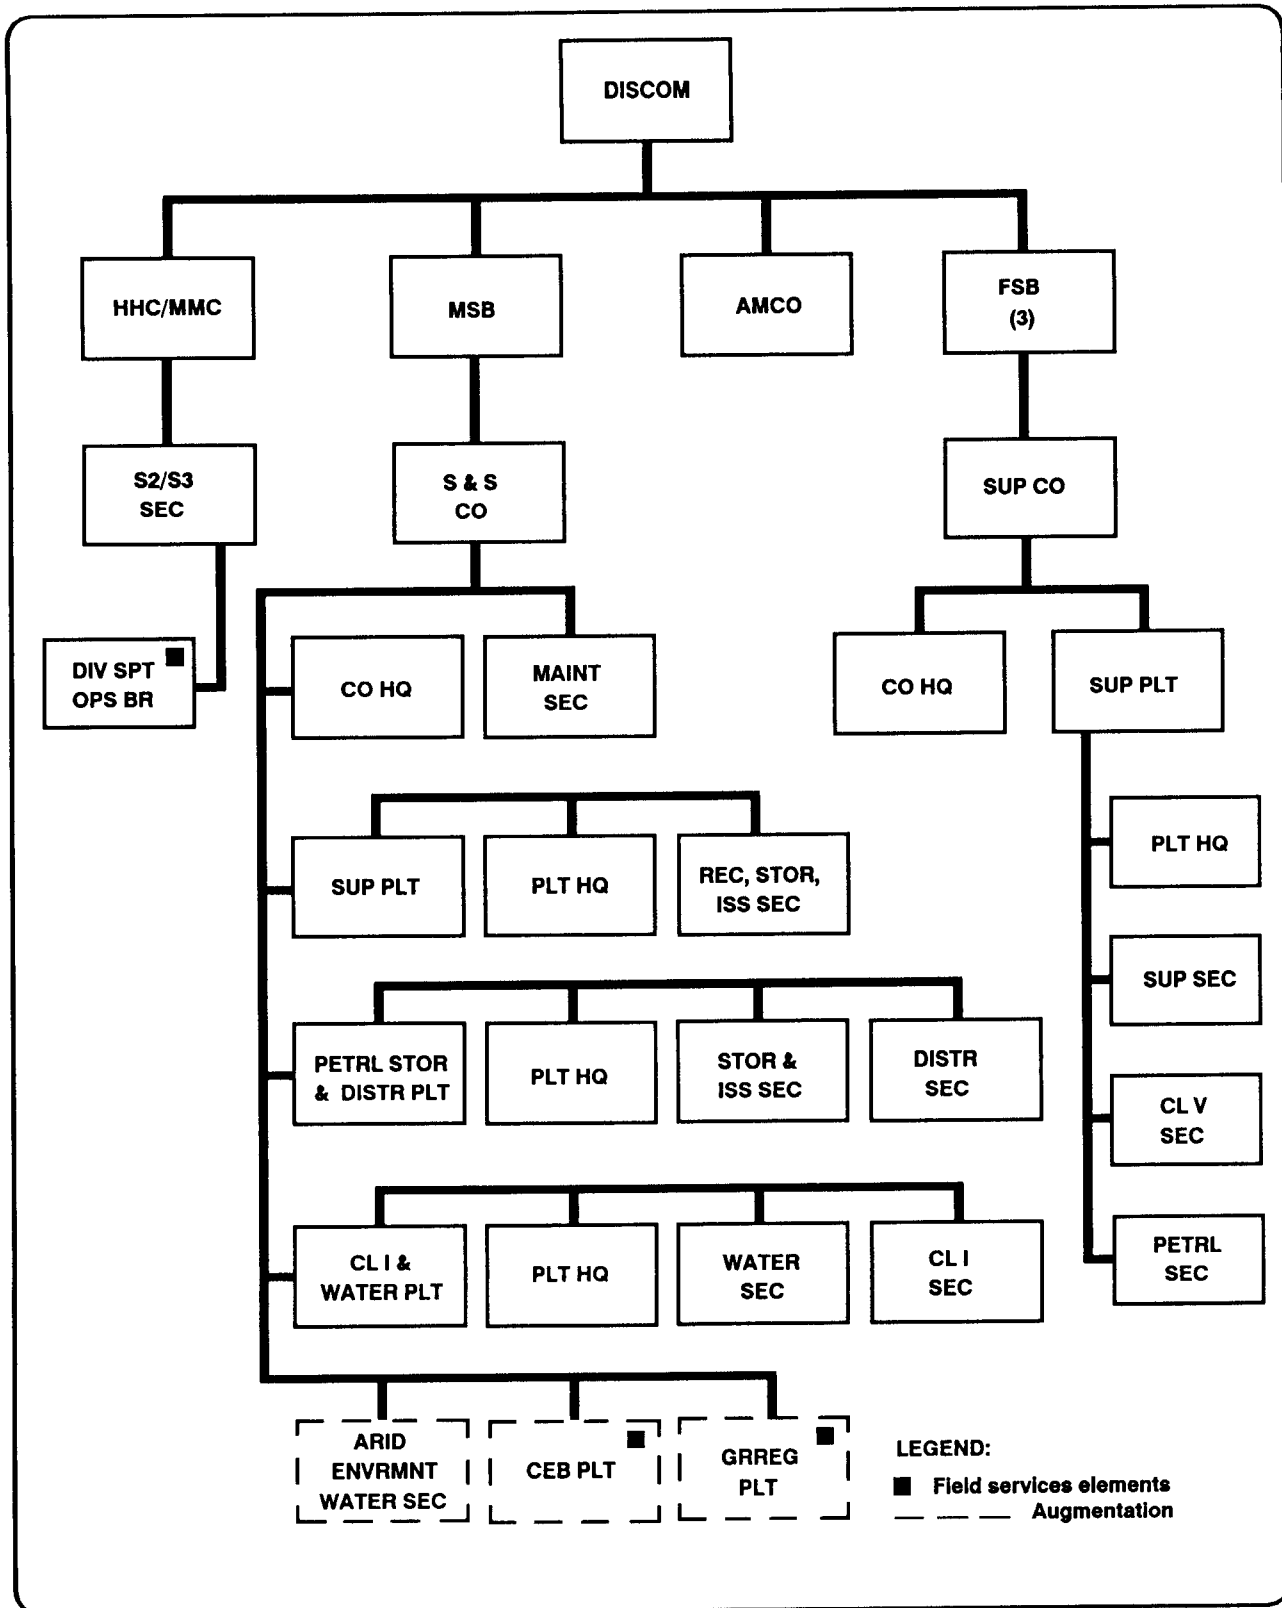 DISCOM
HHC/MMC
MSB
AMCO
FSB
(3)
S2/S3
SEC
S & S
CO
SUP CO
DIV SPT
OPS BR
CO HQ
MAINT
SEC
CO HQ
SUP PLT
SUP PLT
PLT HQ
REC, STOR,
ISS SEC
PLT HQ
SUP SEC
PETRL STOR
& DISTR PLT
PLT HQ
STOR &
ISS SEC
DISTR
SEC
CL V
SEC
CL I &
WATER PLT
PLT HQ
WATER
SEC
CL I
SEC
PETRL
SEC
ARID
ENVRMNT
WATER SEC
CEB PLT
GRREG
PLT
LEGEND:
Field services elements
Augmentation